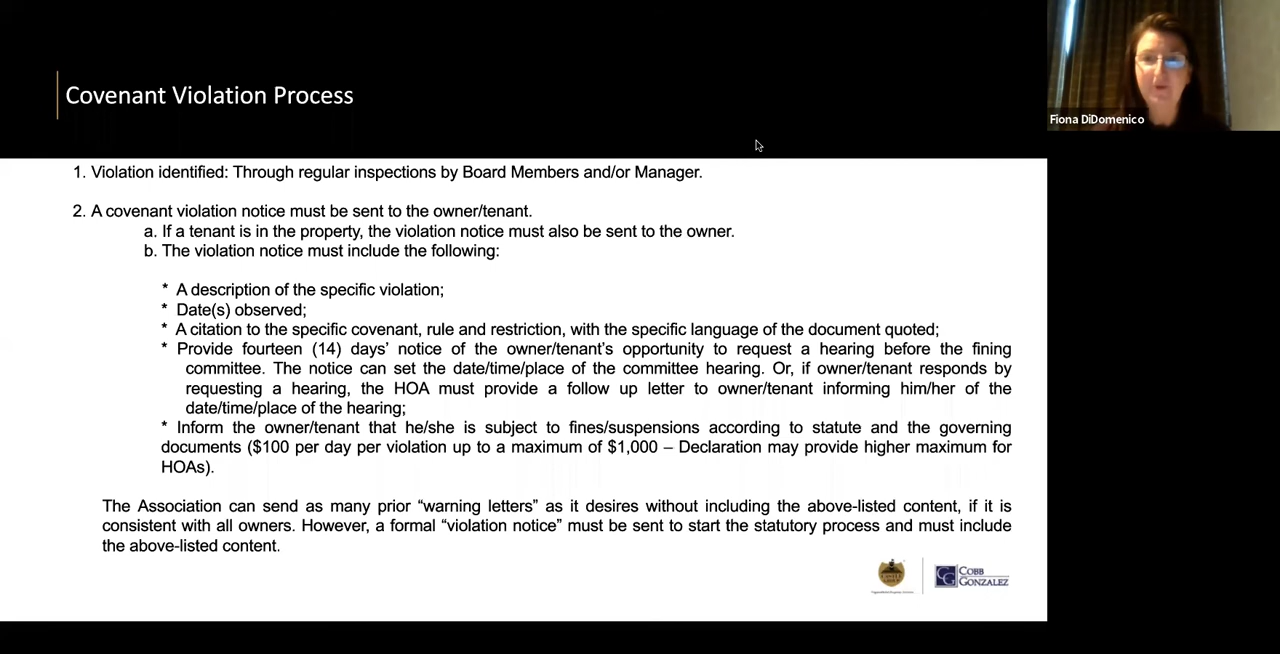 Covenant Violation Process
Fiona DiDomenico
1. Violation identified: Through regular inspections by Board Members and/or Manager.
2. A covenant violation notice must be sent to the owner/tenant.
a. If a tenant is in the property, the violation notice must also be sent to the owner.
b. The violation notice must include the following:
* A description of the specific violation;
* Date(s) observed;
* A citation to the specific covenant, rule and restriction, with the specific language of the document quoted;
* Provide fourteen (14) days’ notice of the owner/tenant’s opportunity to request a hearing before the fining
committee. The notice can set the date/time/place of the committee hearing. Or, if owner/tenant responds by
requesting a hearing, the HOA must provide a follow up letter to owner/tenant informing him/her of the
date/time/place of the hearing;
* Inform the owner/tenant that he/she is subject to fines/suspensions according to statute and the governing
documents ($100 per day per violation up to a maximum of $1,000 – Declaration may provide higher maximum for
HOAs).
The Association can send as many prior “warning letters” as it desires without including the above-listed content, if it is
consistent with all owners. However, a formal “violation notice” must be sent to start the statutory process and must include
the above-listed content.
CG
COBB
GONZALEZ